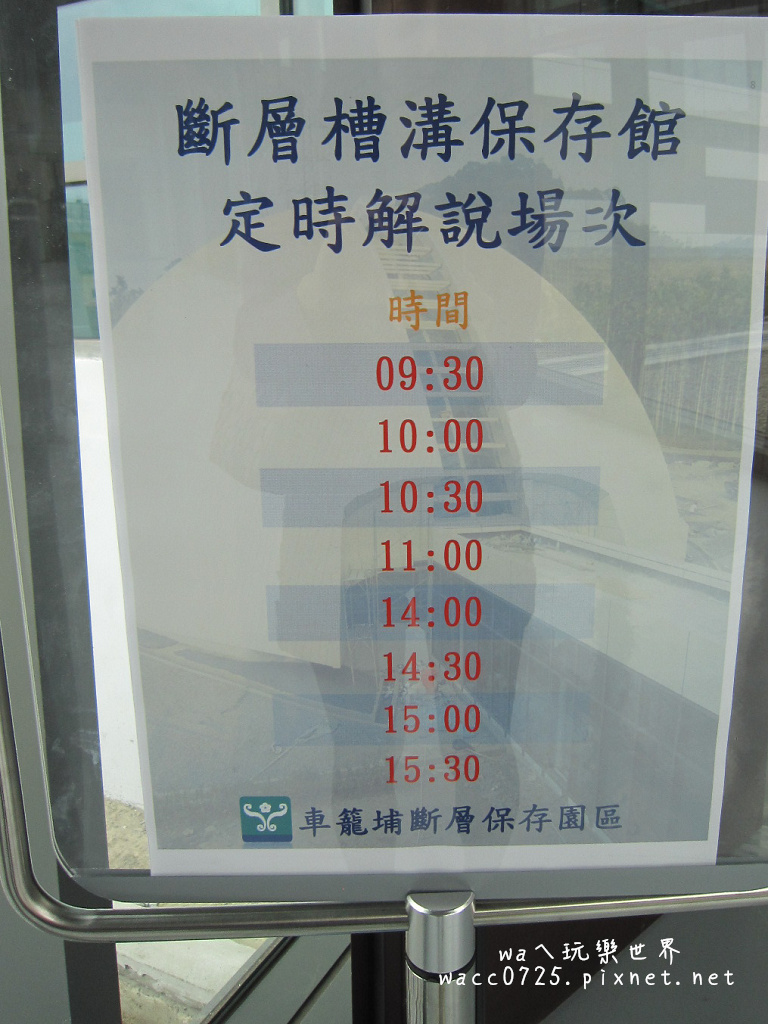 斷層槽溝保存館
定時解說場次
時間
09:30
10:00
10:30
11:00
14:00
14:30
15:00
15:30
車籠埔斷層保存園區
waㄟ玩樂世界
wacc0725.pixnet.net